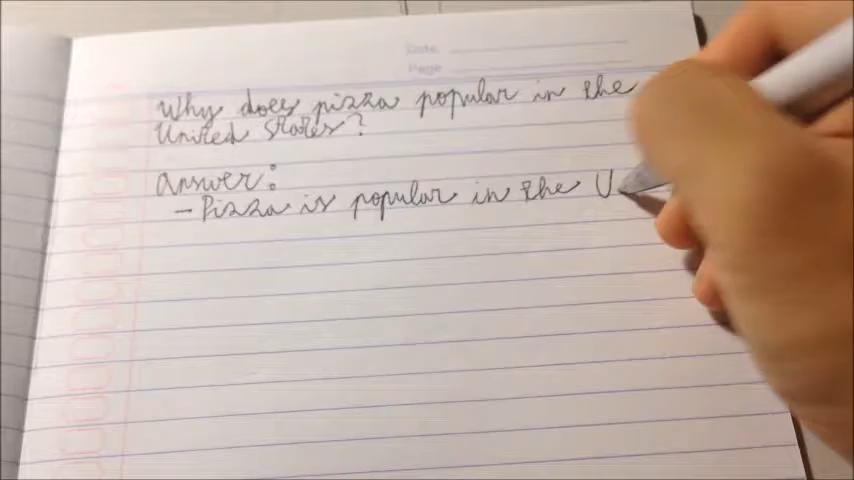 Date
Page
Why does pizza popular in the
United States?
Answer:
- Pizza is popular in the U